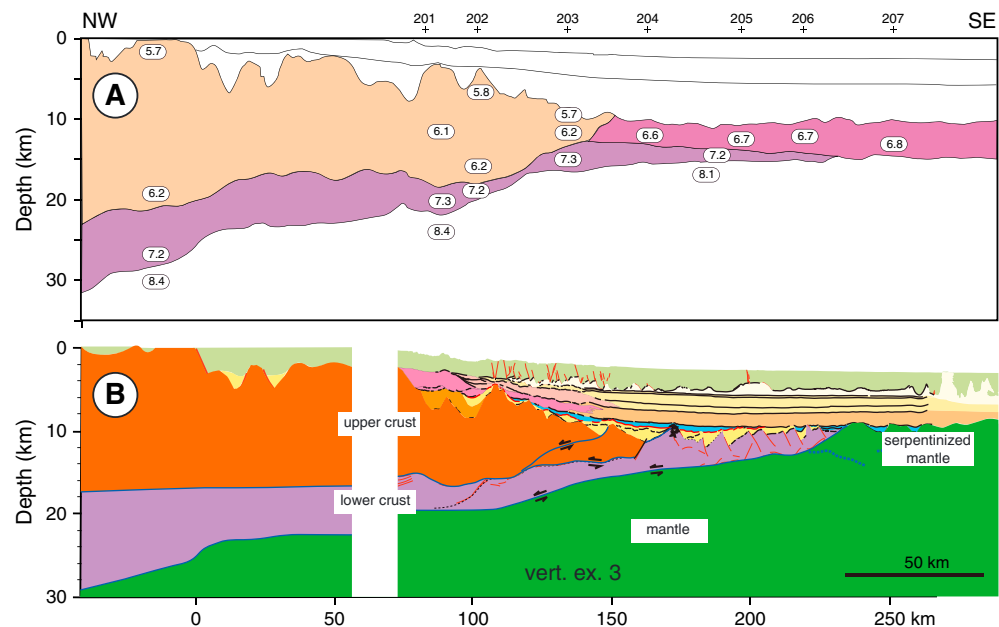 NW 201 202 203 204 205 206 207 SE
0
10
20
30
Depth (km)
A
5.7
5.8
5.7
6.1
6.2
6.6
6.7
6.7
6.8
6.2
7.3
7.2
6.2
7.2
8.1
7.3
8.4
7.2
8.4
0
10
20
30
Depth (km)
B
upper crust
lower crust
serpentinized
mantle
mantle
vert. ex. 3
50 km
0 50 100 150 200 250 km